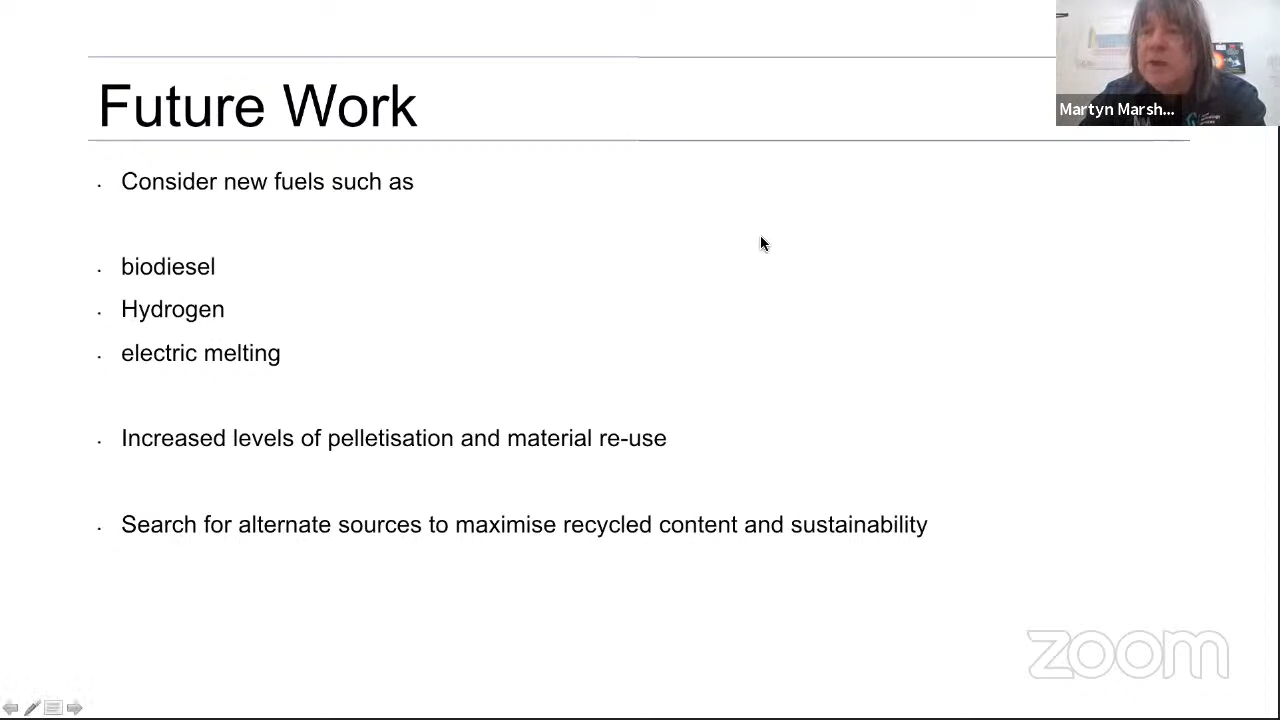 Future Work
Martyn Marsh...
Consider new fuels such as
biodiesel
Hydrogen
electric melting
Increased levels of pelletisation and material re-use
Search for alternate sources to maximise recycled content and sustainability
zoom